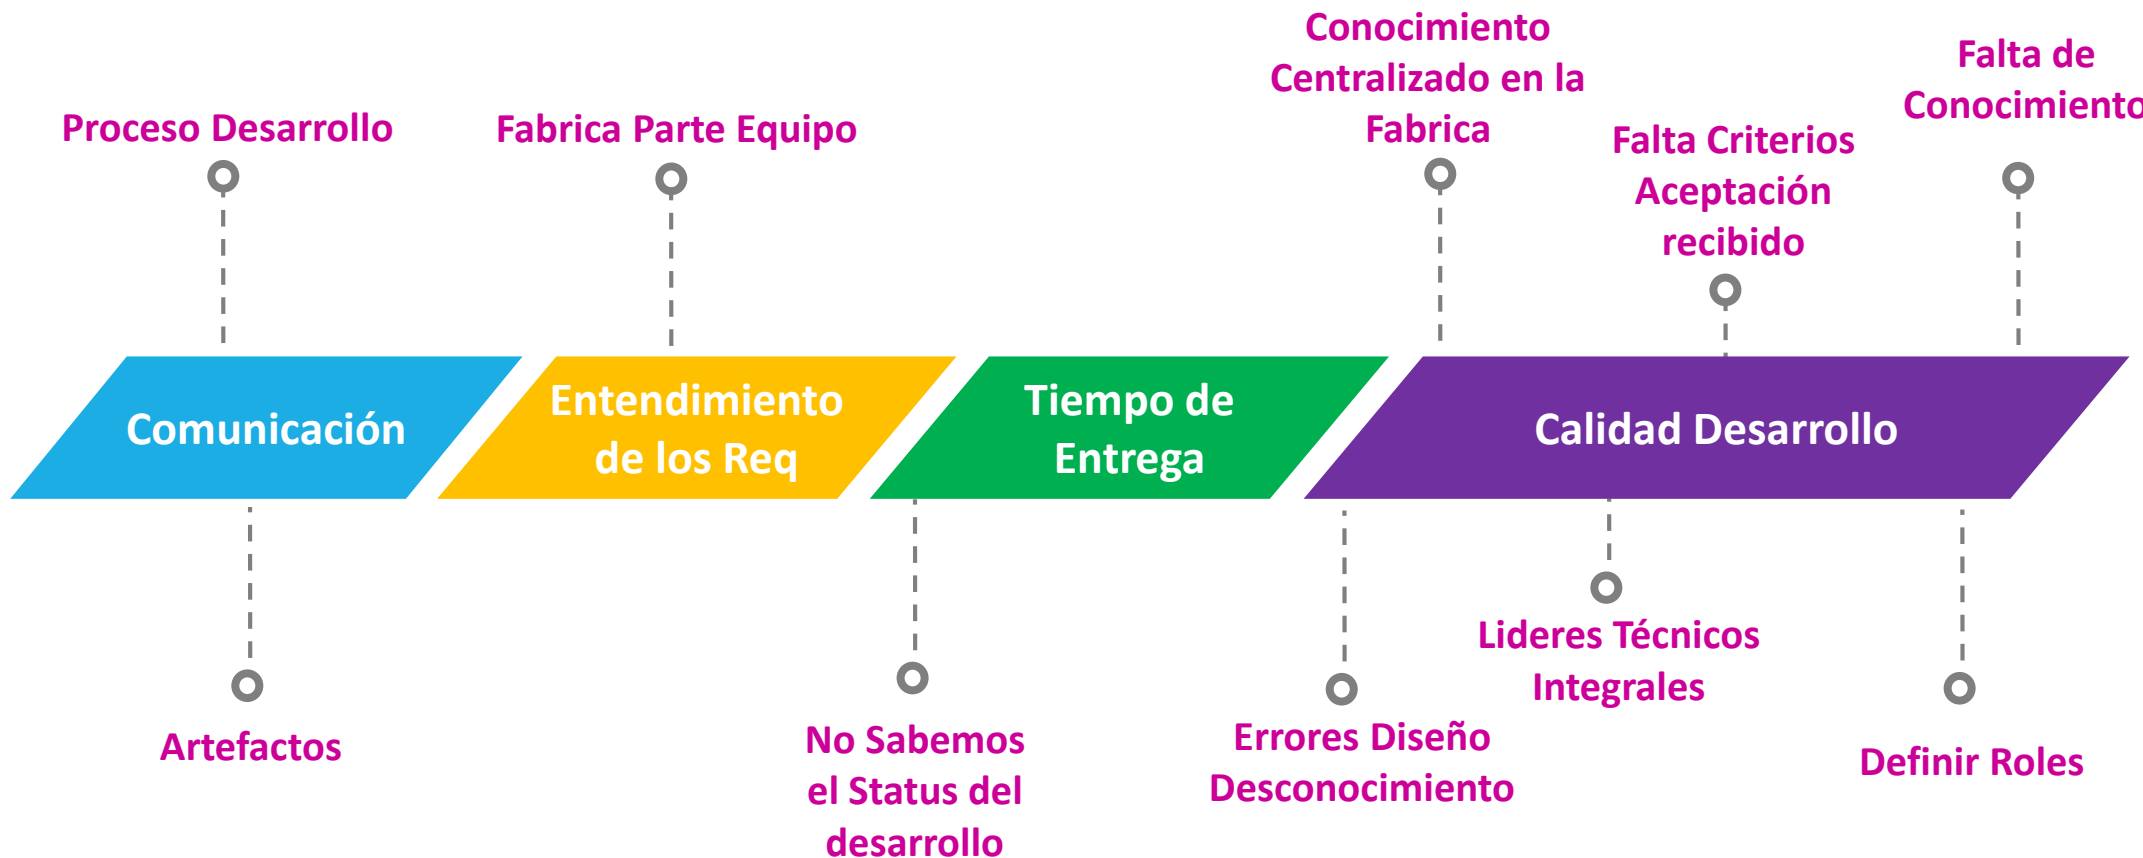 Conocimiento
Centralizado en la
Fabrica
Falta de
Conocimiento
Proceso Desarrollo
Fabrica Parte Equipo
Falta Criterios
Aceptación
recibido
Comunicación
Entendimiento
de los Req
Tiempo de
Entrega
Calidad Desarrollo
Artefactos
No Sabemos
el Status del
desarrollo
Errores Diseño
Desconocimiento
Lideres Técnicos
Integrales
Definir Roles